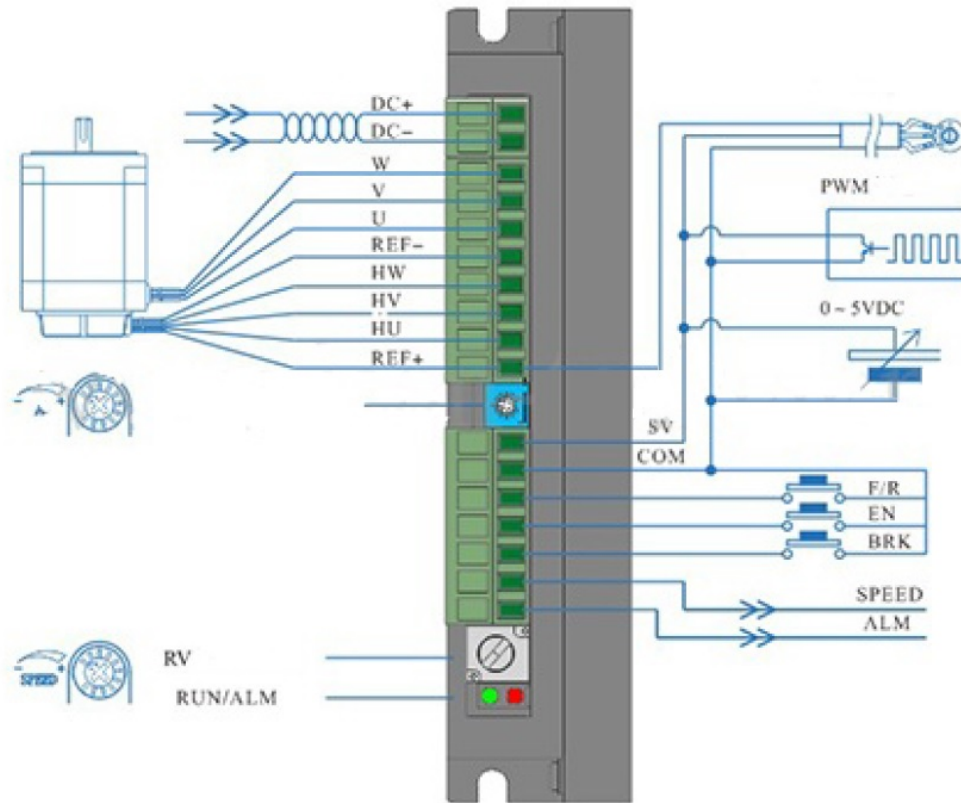 DC+
DC-
W
V
U
REF-
HW
HV
HU
REF+
- A +
PWM
0 ~ 5VDC
SV
COM
F/R
EN
BRK
SPEED
ALM
- SPEED +
RV
RUN/ALM